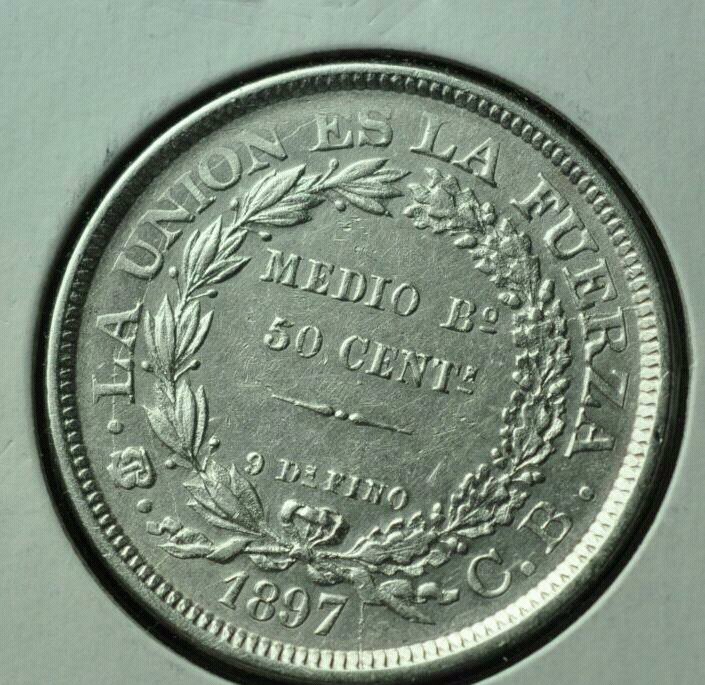 · LA UNION ES LA FUERZA ·
MEDIO Bº
50 CENTS
9 DS FINO
1897
C. B.